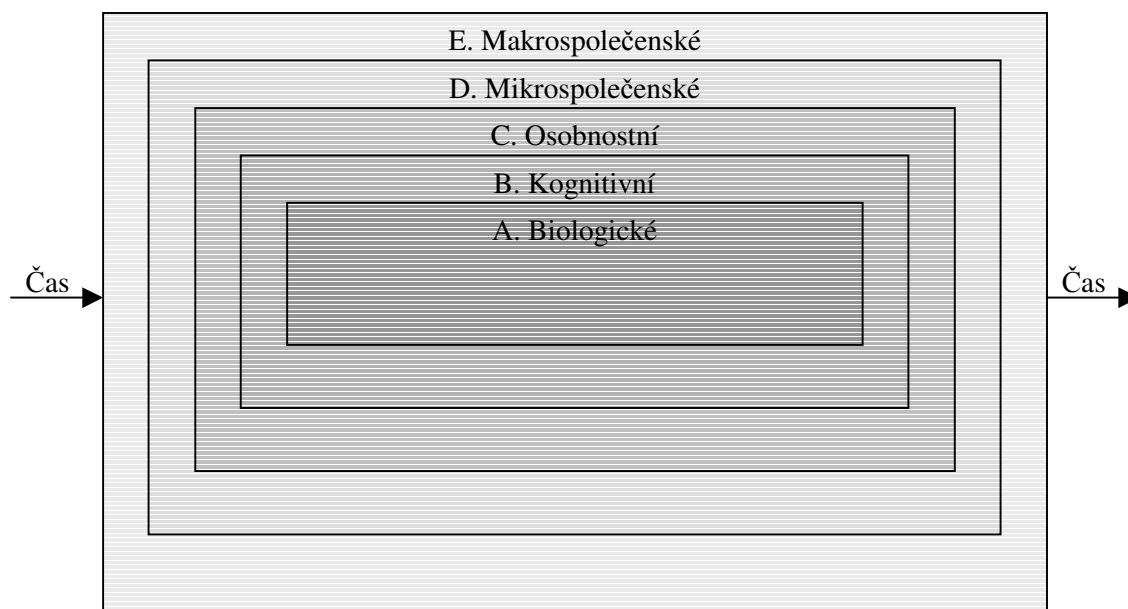 E. Makrospolečenské
D. Mikrospolečenské
C. Osobnostní
B. Kognitivní
A. Biologické
Čas
Čas